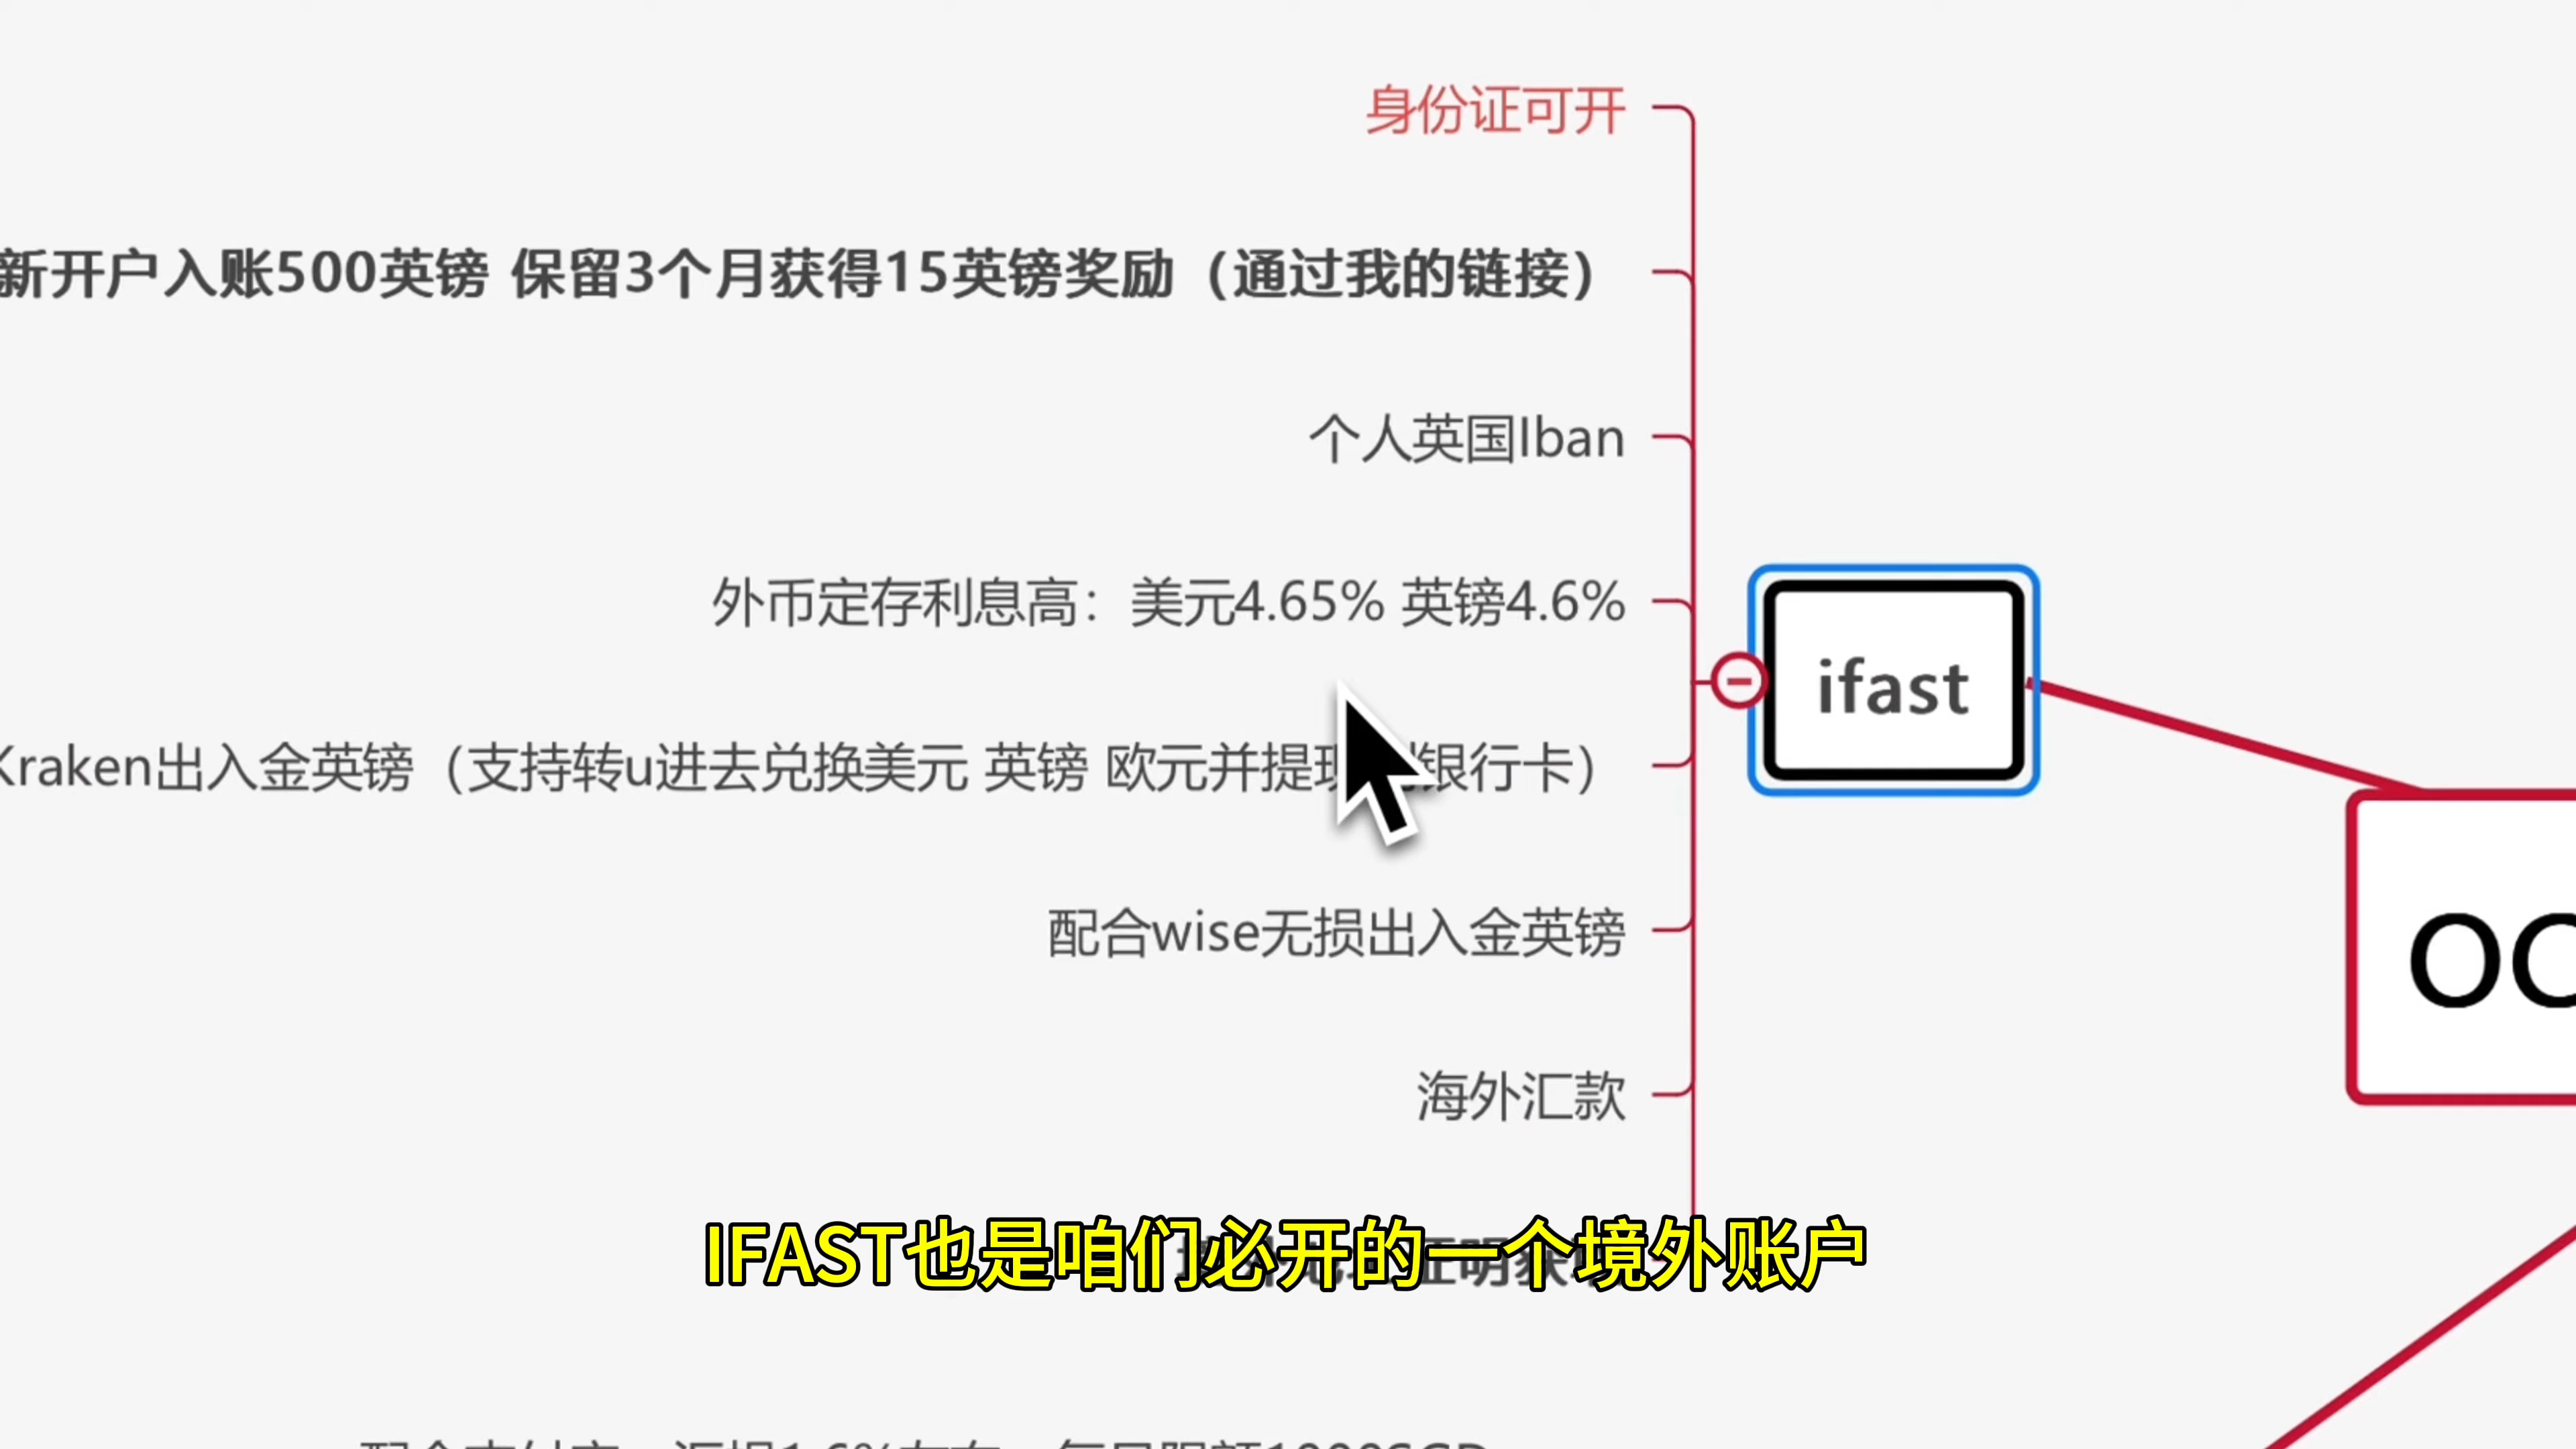 身份证可开
新开户入账500英镑 保留3个月获得15英镑奖励（通过我的链接）
个人英国Iban
外币定存利息高：美元4.65% 英镑4.6%
ifast
Kraken出入金英镑（支持转u进去兑换美元 英镑 欧元并提现 银行卡）
配合wise无损出入金英镑
OC
海外汇款
IFAST也是咱们必开的一个境外账户